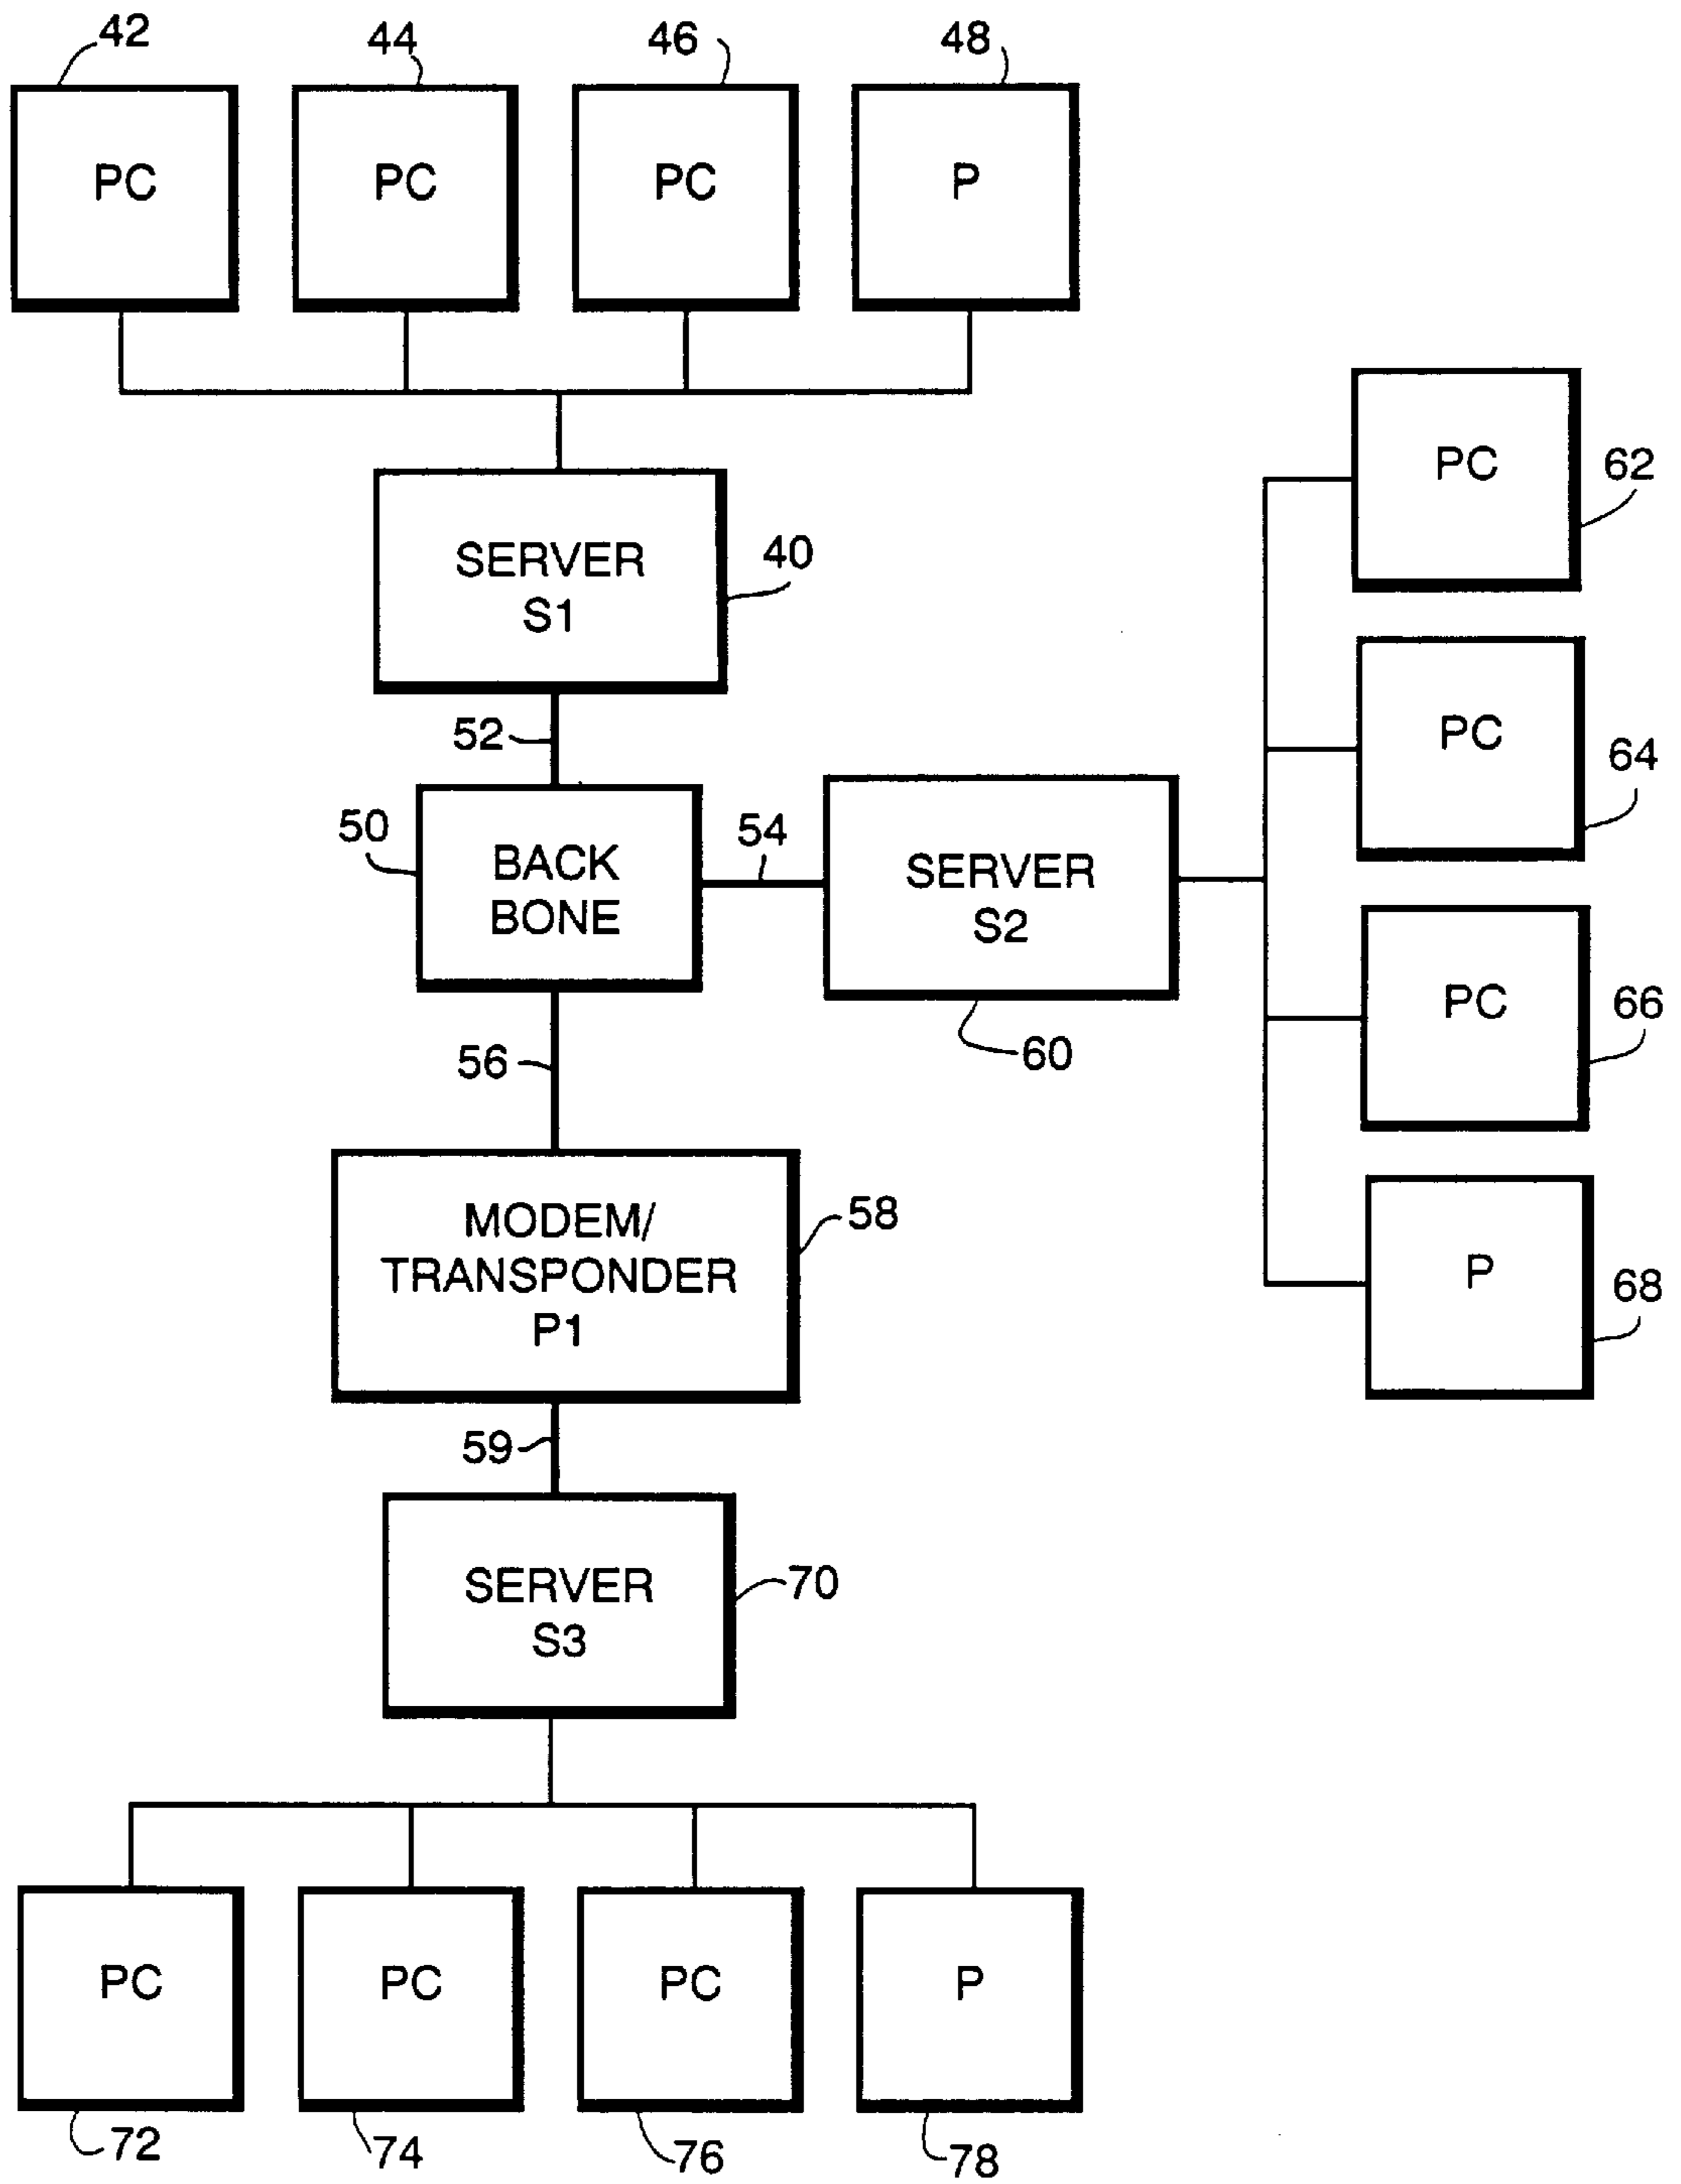 42
44
46
48
PC
PC
PC
P
SERVER
S1
40
52
50
BACK
BONE
54
SERVER
S2
60
PC
62
PC
64
PC
66
P
68
56
MODEM/
TRANSPONDER
P1
58
59
SERVER
S3
70
PC
PC
PC
P
72
74
76
78